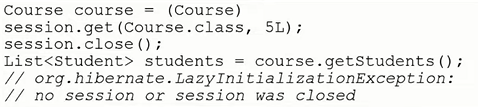 Course course = (Course)
session.get(Course.class, 5L);
session.close();
List<Student> students = course.getStudents();
// org.hibernate.LazyInitializationException:
// no session or session was closed